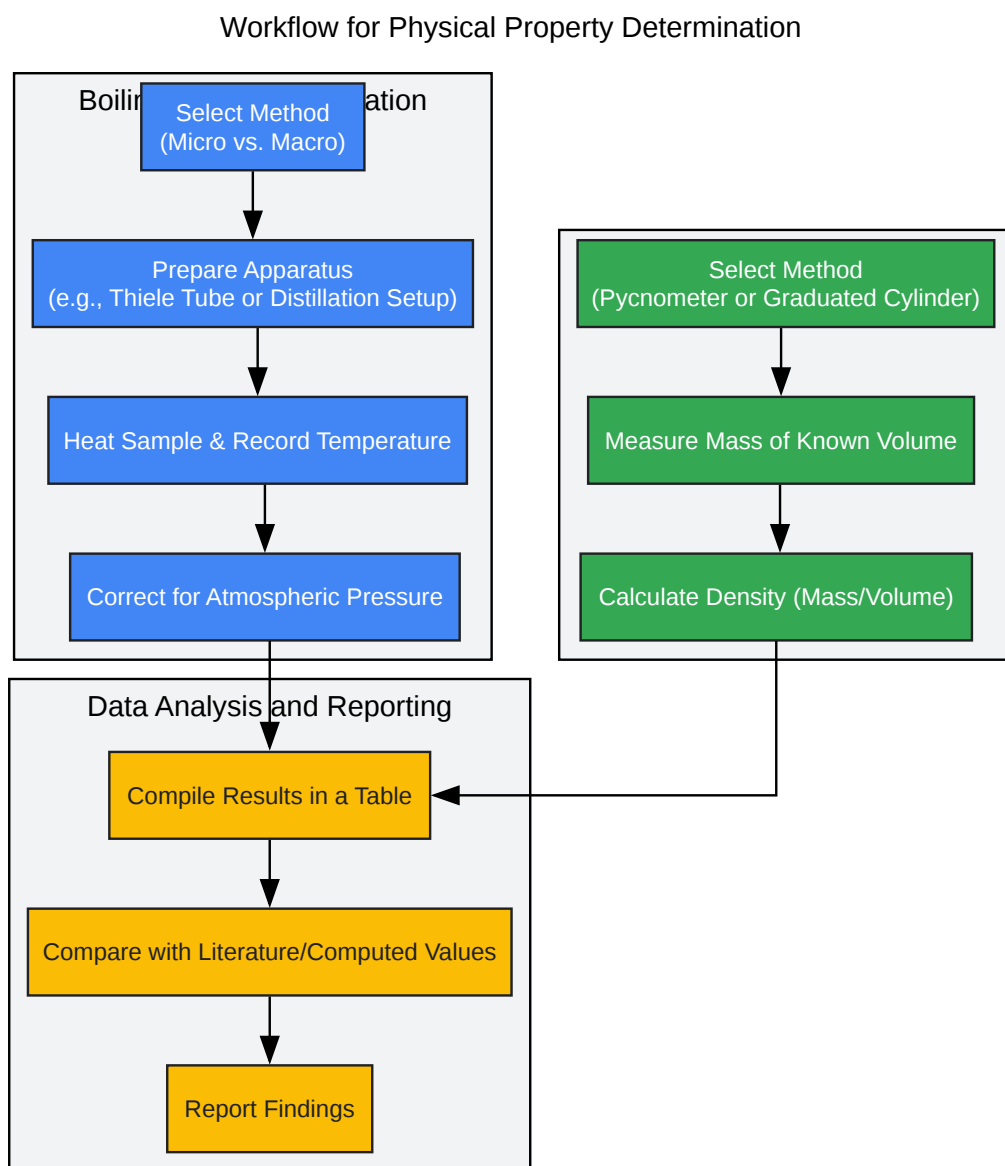 Workflow for Physical Property Determination
Select Method
(Micro vs. Macro)
Prepare Apparatus
(e.g., Thiele Tube or Distillation Setup)
Heat Sample & Record Temperature
Correct for Atmospheric Pressure
Select Method
(Pycnometer or Graduated Cylinder)
Measure Mass of Known Volume
Calculate Density (Mass/Volume)
Data Analysis and Reporting
Compile Results in a Table
Compare with Literature/Computed Values
Report Findings